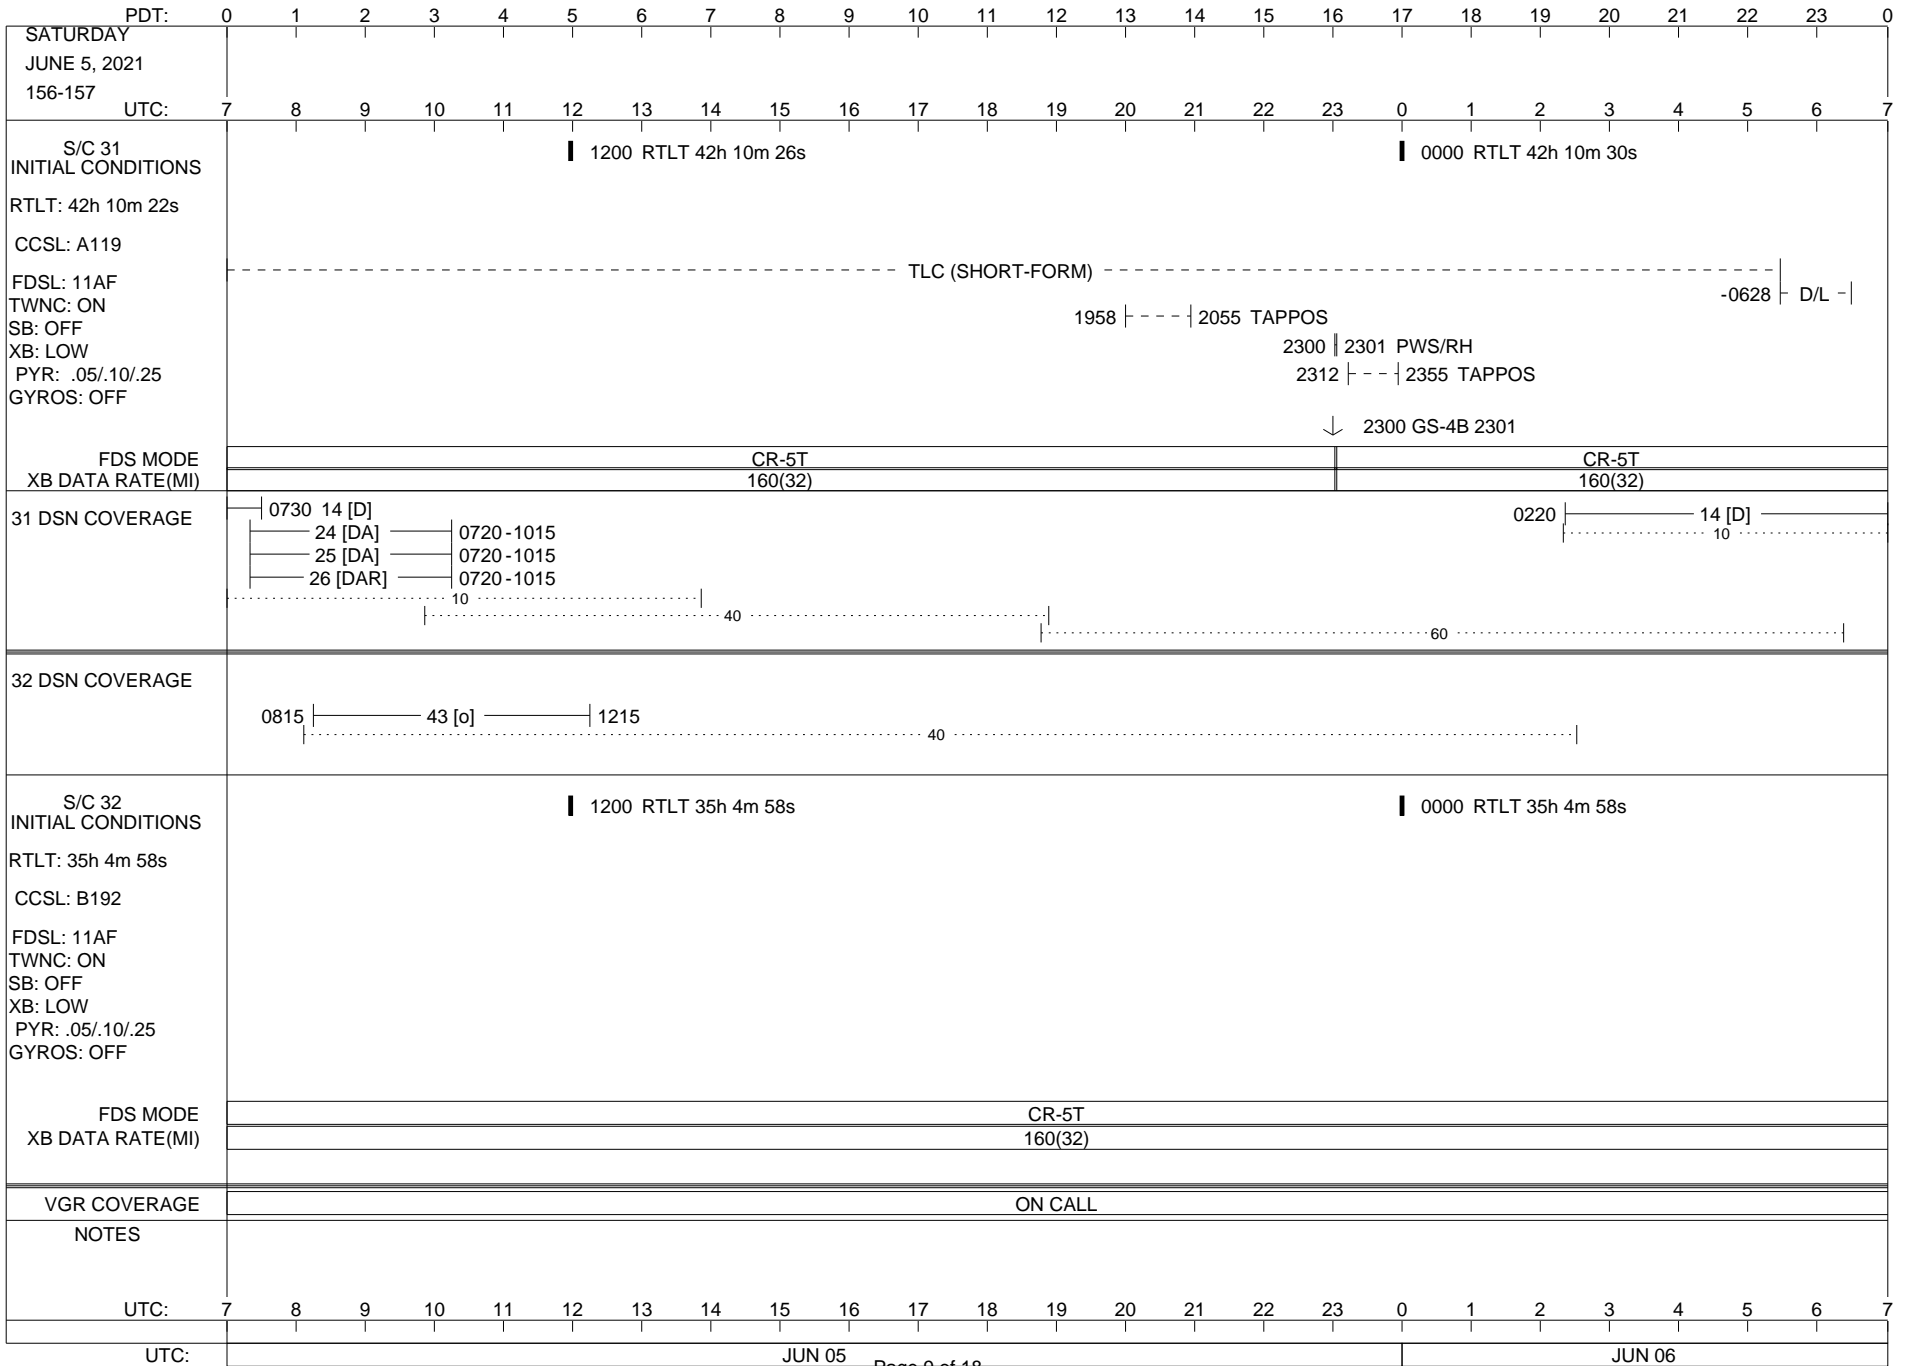 PDT: 0 1 2 3 4 5 6 7 8 9 10 11 12 13 14 15 16 17 18 19 20 21 22 23 0
SATURDAY
JUNE 5, 2021
156-157
UTC: 7 8 9 10 11 12 13 14 15 16 17 18 19 20 21 22 23 0 1 2 3 4 5 6 7
S/C 31
INITIAL CONDITIONS
1200 RTLT 42h 10m 26s
0000 RTLT 42h 10m 30s
RTLT: 42h 10m 22s
CCSL: A119
FDSL: 11AF
TWNC: ON
SB: OFF
XB: LOW
PYR: .05/.10/.25
GYROS: OFF
TLC (SHORT-FORM)
-0628 D/L
1958 2055 TAPPOS
2300 2301 PWS/RH
2312 2355 TAPPOS
2300 GS-4B 2301
FDS MODE CR-5T CR-5T
XB DATA RATE(MI) 160(32) 160(32)
31 DSN COVERAGE
0730 14 [D]
0220 14 [D]
24 [DA] 0720-1015
10
25 [DA] 0720-1015
26 [DAR] 0720-1015
10
40
60
32 DSN COVERAGE
0815 43 [o] 1215
40
S/C 32
INITIAL CONDITIONS
1200 RTLT 35h 4m 58s
0000 RTLT 35h 4m 58s
RTLT: 35h 4m 58s
CCSL: B192
FDSL: 11AF
TWNC: ON
SB: OFF
XB: LOW
PYR: .05/.10/.25
GYROS: OFF
FDS MODE CR-5T
XB DATA RATE(MI) 160(32)
VGR COVERAGE ON CALL
NOTES
UTC: 7 8 9 10 11 12 13 14 15 16 17 18 19 20 21 22 23 0 1 2 3 4 5 6 7
UTC: JUN 05 JUN 06
Page 9 of 18